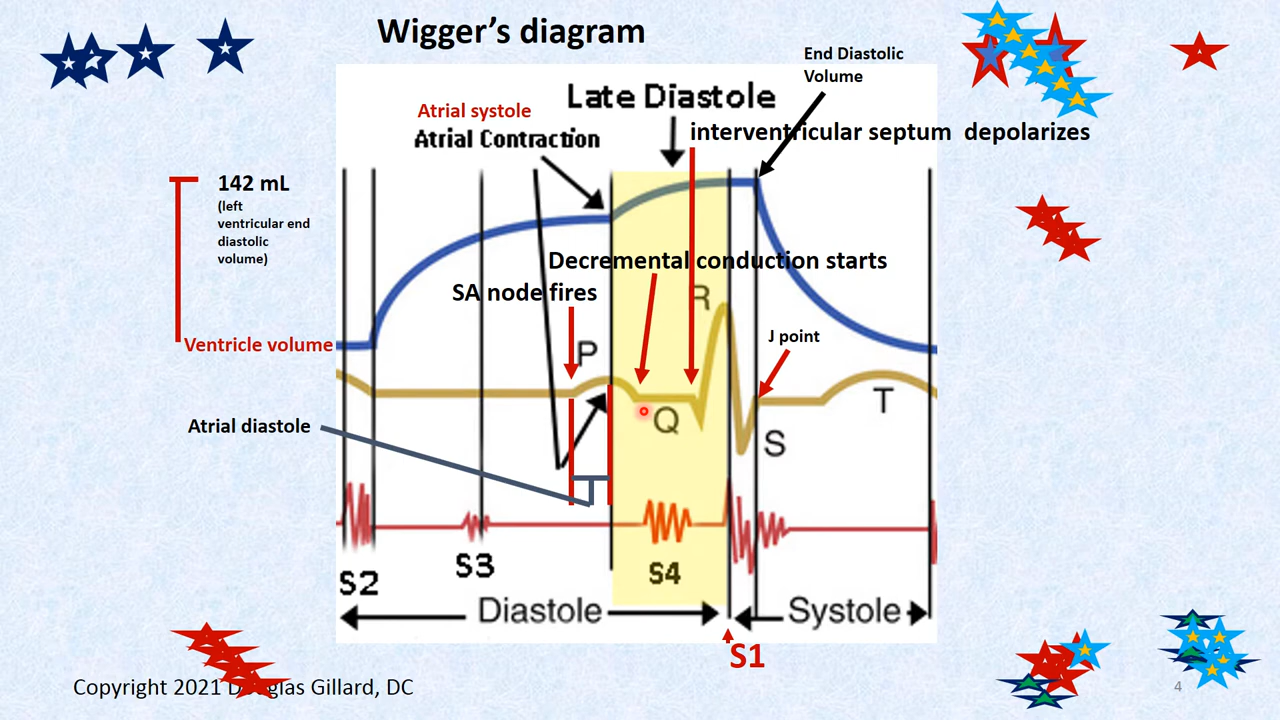 Wigger's diagram
End Diastolic
Volume
Late Diastole
Atrial systole
Atrial Contraction
interventricular septum  depolarizes
142 mL
(left
ventricular end
diastolic
volume)
Decremental conduction starts
SA node fires
R
P
J point
Ventricle volume
T
Q
Atrial diastole
S
S3
S4
S2
Diastole
Systole
S1
Copyright 2021 Douglas Gillard, DC
4